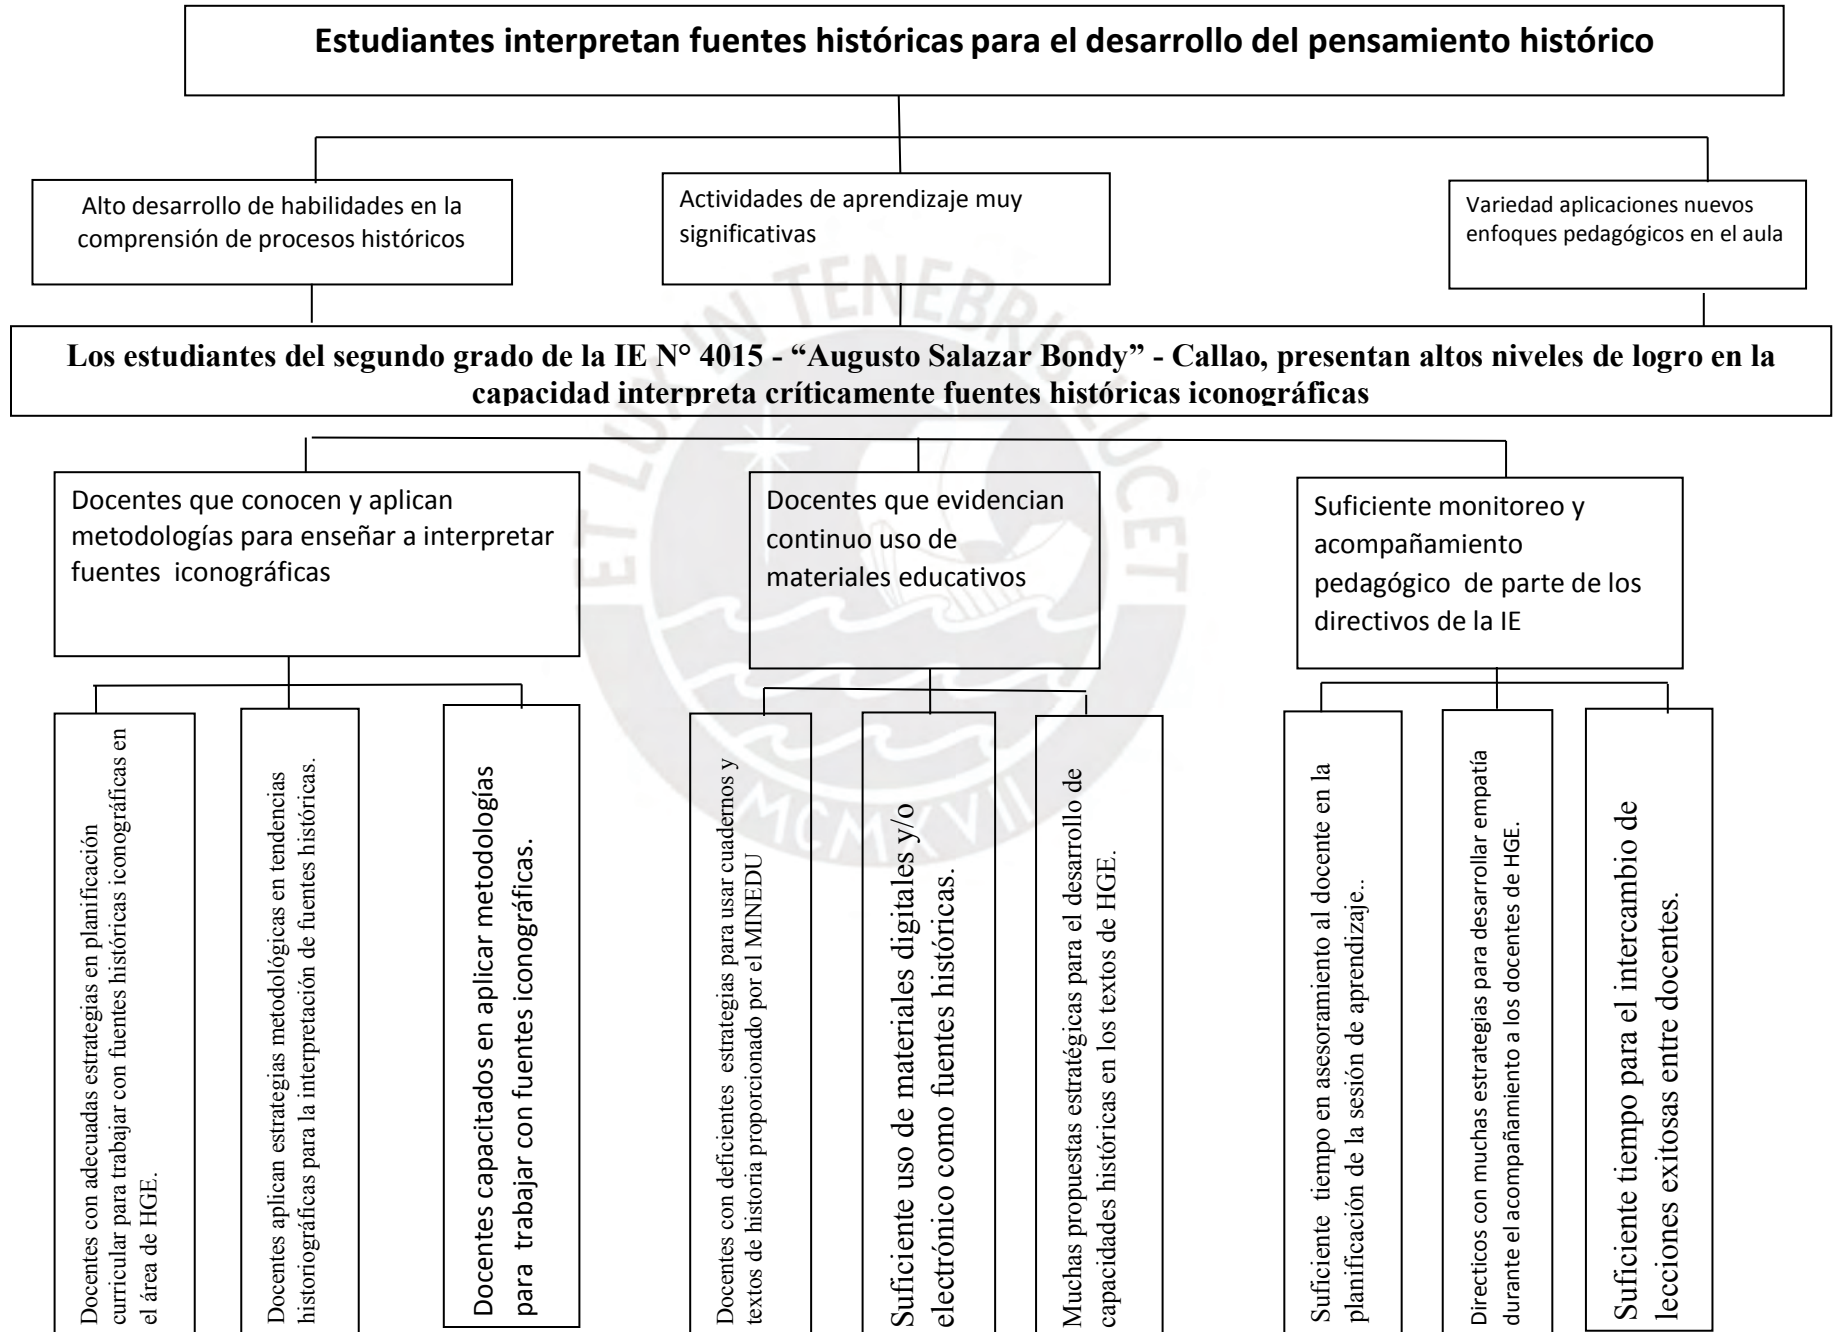 Estudiantes interpretan fuentes históricas para el desarrollo del pensamiento histórico
Alto desarrollo de habilidades en la
comprensión de procesos históricos
Actividades de aprendizaje muy
significativas
Variedad aplicaciones nuevos
enfoques pedagógicos en el aula
Los estudiantes del segundo grado de la IE N° 4015 - “Augusto Salazar Bondy” - Callao, presentan altos niveles de logro en la
capacidad interpreta críticamente fuentes históricas iconográficas
Docentes que conocen y aplican
metodologías para enseñar a interpretar
fuentes iconográficas
Docentes que evidencian
continuo uso de
materiales educativos
Suficiente monitoreo y
acompañamiento
pedagógico de parte de los
directivos de la IE
Docentes con adecuadas estrategias en planificación
curricular para trabajar con fuentes históricas iconográficas en
el área de HGE.
Docentes aplican estrategias metodológicas en tendencias
historiográficas para la interpretación de fuentes históricas.
Docentes capacitados en aplicar metodologías
para trabajar con fuentes iconográficas.
Docentes con deficientes estrategias para usar cuadernos y
textos de historia proporcionado por el MINEDU
Suficiente uso de materiales digitales y/o
electrónico como fuentes históricas.
Muchas propuestas estratégicas para el desarrollo de
capacidades históricas en los textos de HGE.
Suficiente tiempo en asesoramiento al docente en la
planificación de la sesión de aprendizaje..
Directicos con muchas estrategias para desarrollar empatía
durante el acompañamiento a los docentes de HGE.
Suficiente tiempo para el intercambio de
lecciones exitosas entre docentes.
ET LUX IN TENEBRIS LUCET
MCMXVII